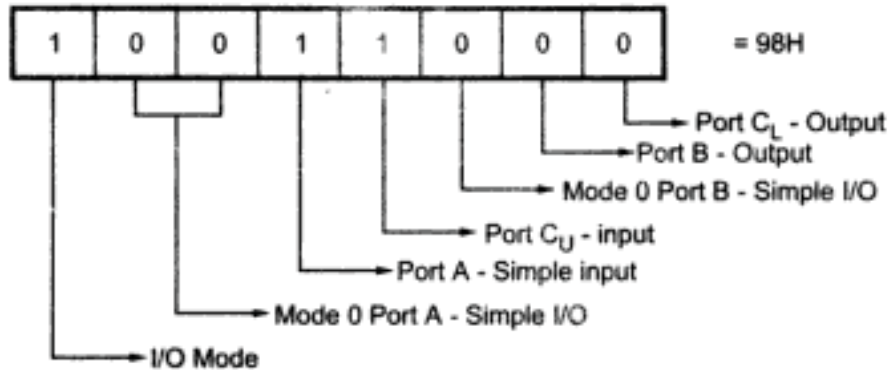 1 0 0 1 1 0 0 0 = 98H
Port C_L - Output
Port B - Output
Mode 0 Port B - Simple I/O
Port C_U - input
Port A - Simple input
Mode 0 Port A - Simple I/O
I/O Mode